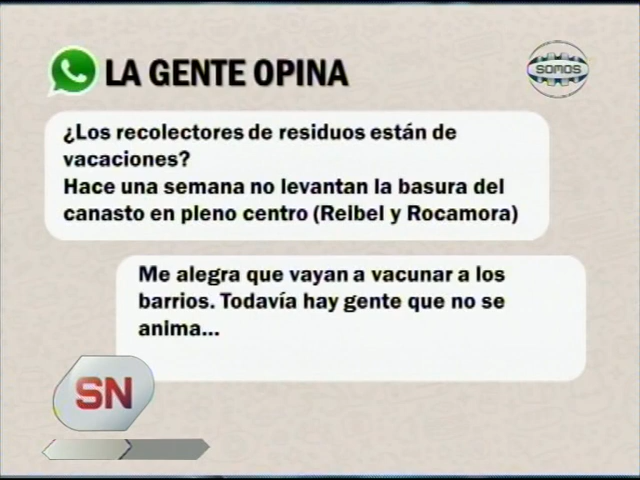 LA GENTE OPINA
SOMOS
¿Los recolectores de residuos están de
vacaciones?
Hace una semana no levantan la basura del
canasto en pleno centro (Reibel y Rocamora)
Me alegra que vayan a vacunar a los
barrios. Todavía hay gente que no se
anima...
SN